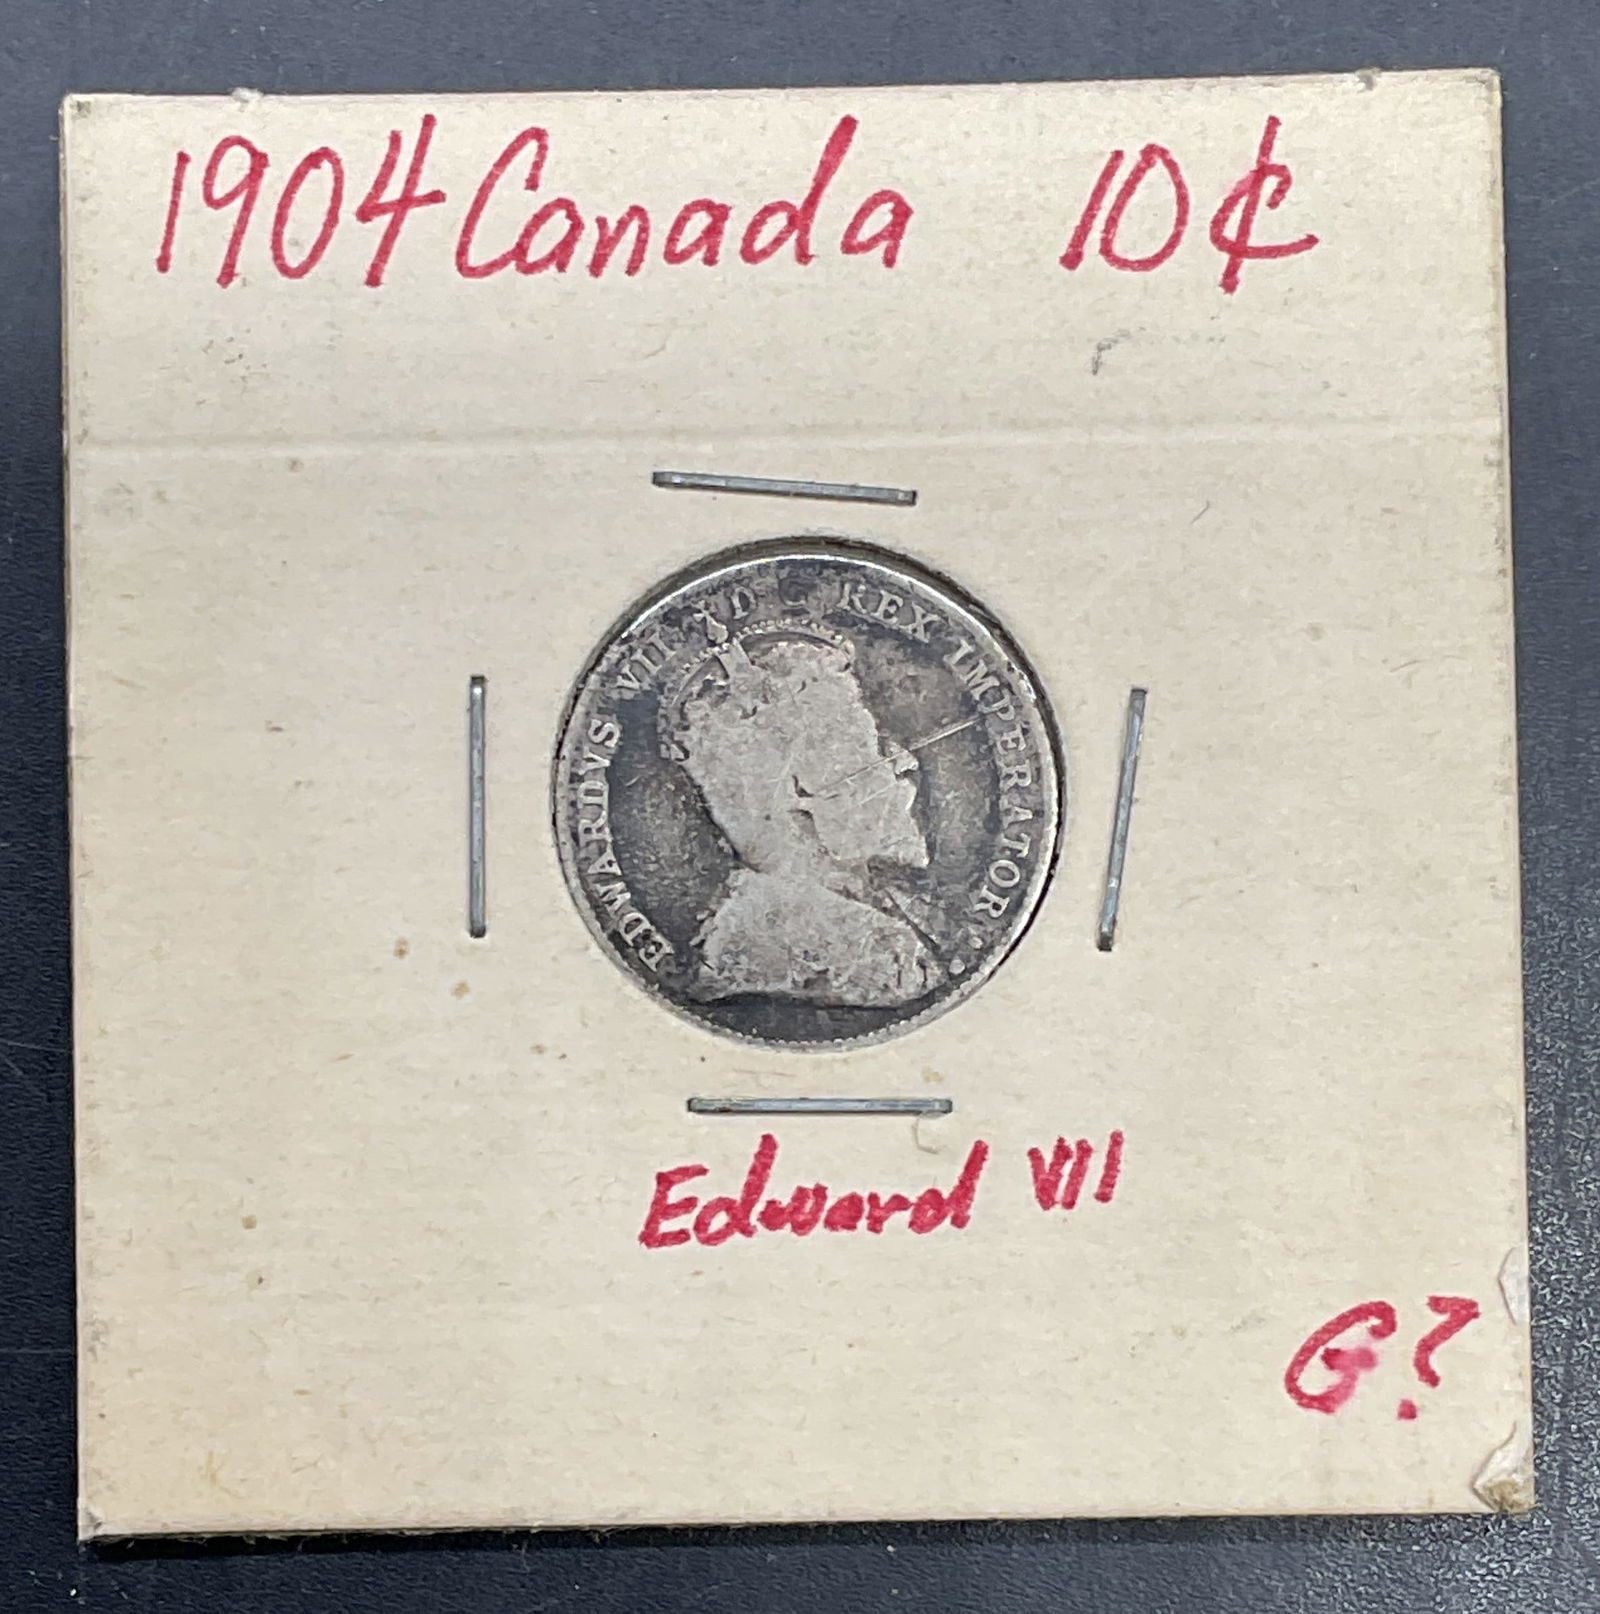 1904 Canada 10¢
EDWARDVS VII D G REX IMPERATOR
Edward VII
G?